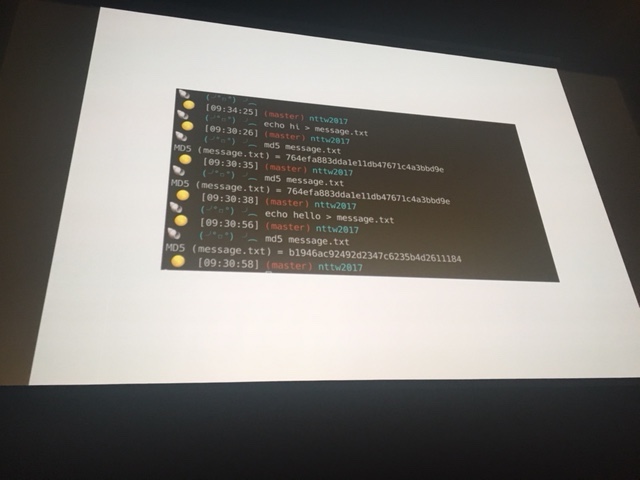 [09:34:25] (master) nttw2017
echo hi > message.txt
[09:30:26] (master) nttw2017
md5 message.txt
MD5 (message.txt) = 764efa883dda1e11db47671c4a3bbd9e
[09:30:35] (master) nttw2017
md5 message.txt
MD5 (message.txt) = 764efa883dda1e11db47671c4a3bbd9e
[09:30:38] (master) nttw2017
echo hello > message.txt
[09:30:56] (master) nttw2017
md5 message.txt
MD5 (message.txt) = b1946ac92492d2347c6235b4d2611184
[09:30:58] (master) nttw2017